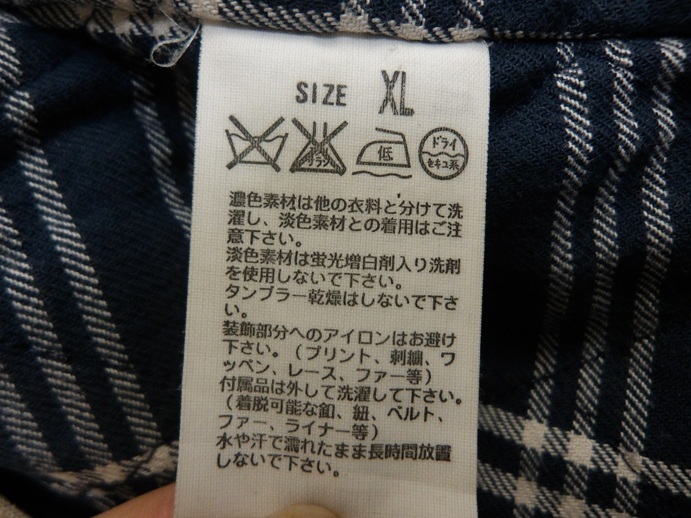 SIZE XL
エンソサラシ
低
ドライ
セキユ系
濃色素材は他の衣料と分けて洗
濯し、淡色素材との着用はご注
意下さい。
淡色素材は蛍光増白剤入り洗剤
を使用しないで下さい。
タンブラー乾燥はしないで下さ
い。
装飾部分へのアイロンはお避け
下さい。（プリント、刺繍、ワ
ッペン、レース、ファー等）
付属品は外して洗濯して下さい。
（着脱可能な釦、紐、ベルト、
ファー、ライナー等）
水や汗で濡れたまま長時間放置
しないで下さい。